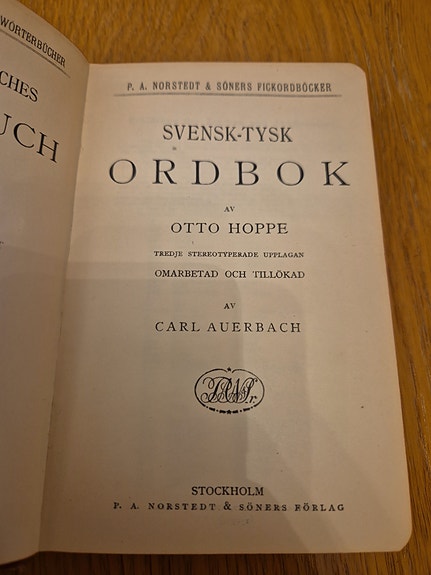 WÖRTERBÜCHER
CHES
UCH
P. A. NORSTEDT & SÖNERS FICKORDBÖCKER
SVENSK-TYSK
ORDBOK
AV
OTTO HOPPE
TREDJE STEREOTYPERADE UPPLAGAN
OMARBETAD OCH TILLÖKAD
AV
CARL AUERBACH
STOCKHOLM
P. A. NORSTEDT & SÖNERS FÖRLAG